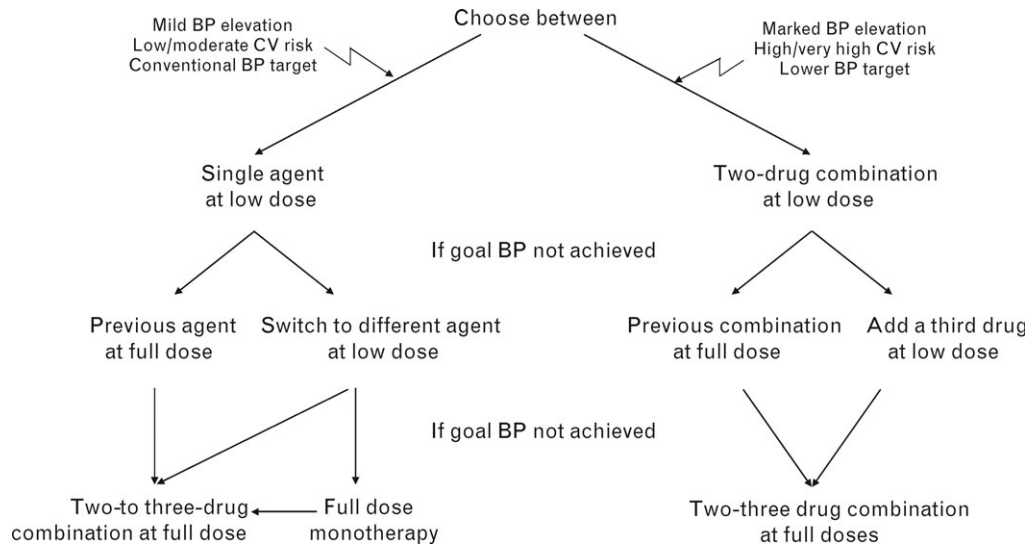 Choose between
Mild BP elevation
Low/moderate CV risk
Conventional BP target
Marked BP elevation
High/very high CV risk
Lower BP target
Single agent
at low dose
Two-drug combination
at low dose
If goal BP not achieved
Previous agent
at full dose
Switch to different agent
at low dose
Previous combination
at full dose
Add a third drug
at low dose
If goal BP not achieved
Two-to three-drug
combination at full dose
Full dose
monotherapy
Two-three drug combination
at full doses